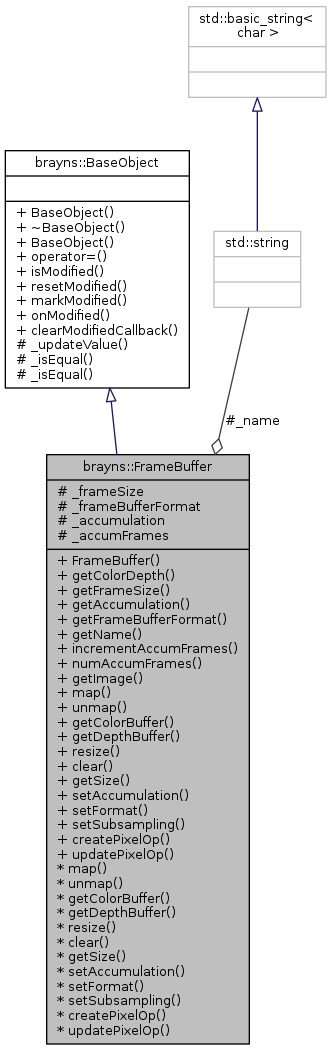 std::basic_string<
char >
brayns::BaseObject
+ BaseObject()
+ ~BaseObject()
+ BaseObject()
+ operator=()
+ isModified()
+ resetModified()
+ markModified()
+ onModified()
+ clearModifiedCallback()
# _updateValue()
# _isEqual()
# _isEqual()
std::string
#_name
brayns::FrameBuffer
# _frameSize
# _frameBufferFormat
# _accumulation
# _accumFrames
+ FrameBuffer()
+ getColorDepth()
+ getFrameSize()
+ getAccumulation()
+ getFrameBufferFormat()
+ getName()
+ incrementAccumFrames()
+ numAccumFrames()
+ getImage()
+ map()
+ unmap()
+ getColorBuffer()
+ getDepthBuffer()
+ resize()
+ clear()
+ getSize()
+ setAccumulation()
+ setFormat()
+ setSubsampling()
+ createPixelOp()
+ updatePixelOp()
* map()
* unmap()
* getColorBuffer()
* getDepthBuffer()
* resize()
* clear()
* getSize()
* setAccumulation()
* setFormat()
* setSubsampling()
* createPixelOp()
* updatePixelOp()